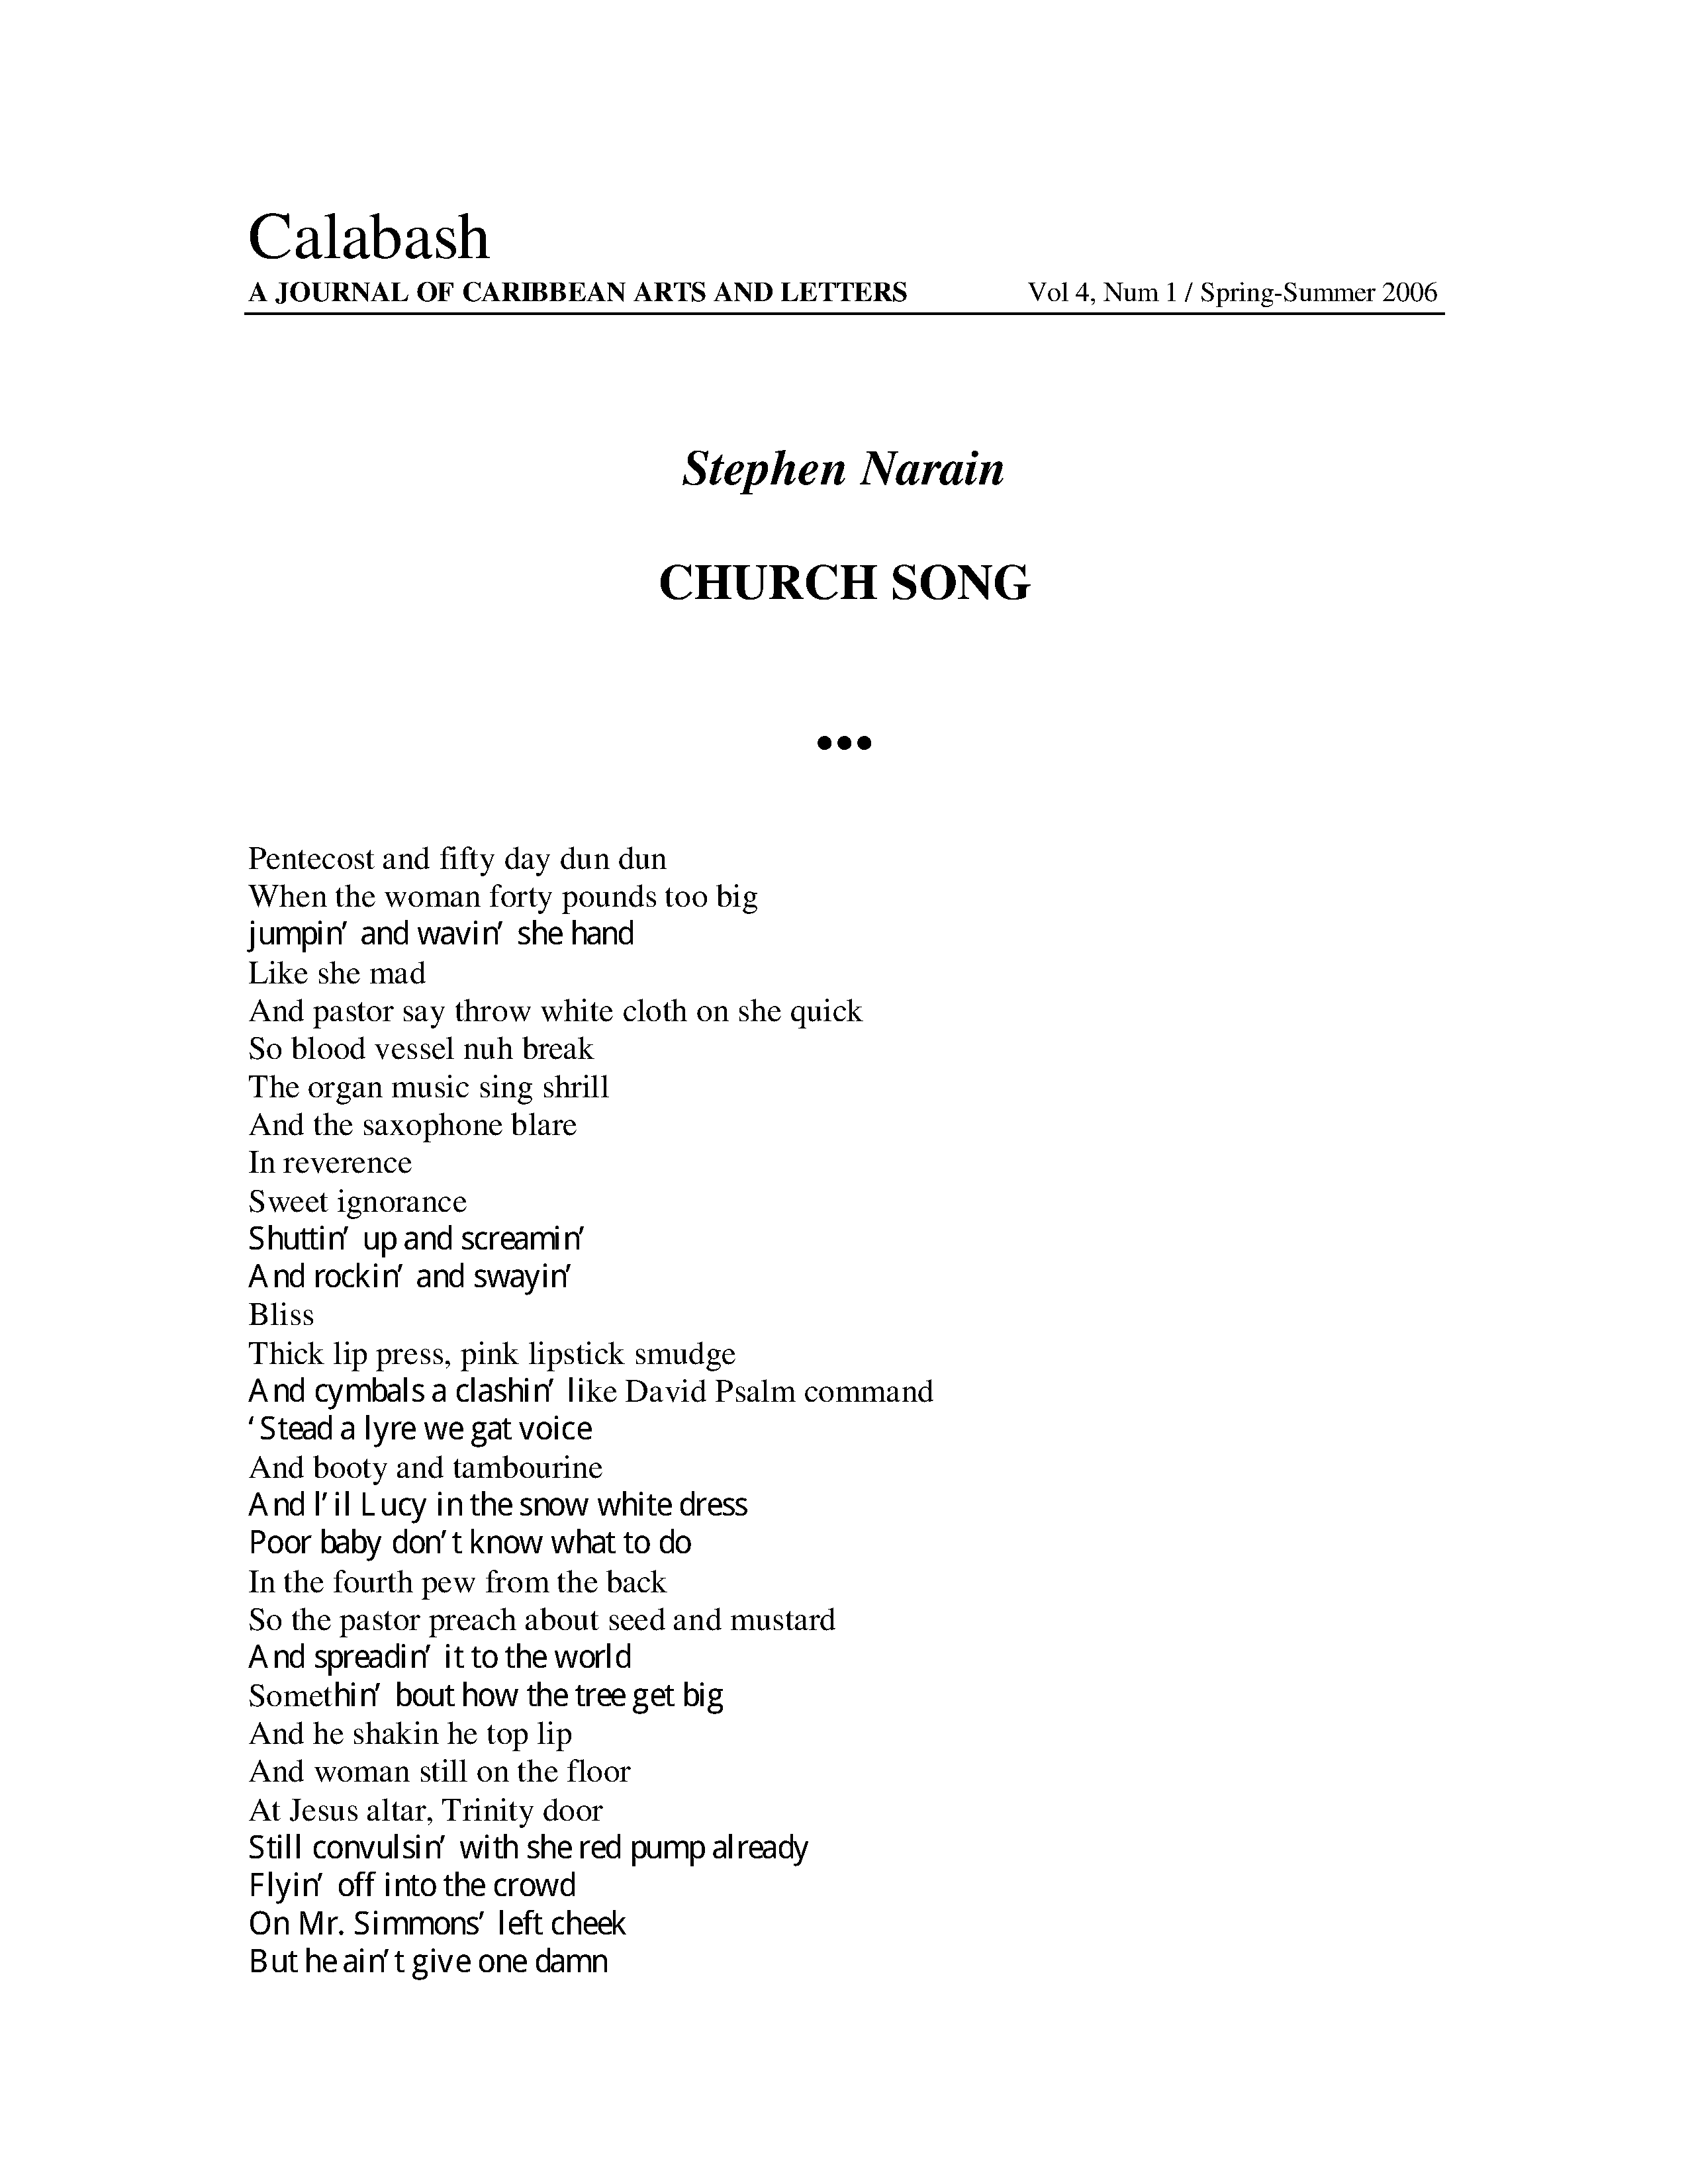 Calabash
A JOURNAL OF CARIBBEAN ARTS AND LETTERS Vol 4, Num 1 / Spring-Summer 2006
Stephen Narain
CHURCH SONG
•••
Pentecost and fifty day dun dun
When the woman forty pounds too big
jumpin’ and wavin’ she hand
Like she mad
And pastor say throw white cloth on she quick
So blood vessel nuh break
The organ music sing shrill
And the saxophone blare
In reverence
Sweet ignorance
Shuttin’ up and screamin’
And rockin’ and swayin’
Bliss
Thick lip press, pink lipstick smudge
And cymbals a clashin’ like David Psalm command
‘Stead a lyre we gat voice
And booty and tambourine
And l’il Lucy in the snow white dress
Poor baby don’t know what to do
In the fourth pew from the back
So the pastor preach about seed and mustard
And spreadin’ it to the world
Somethin’ bout how the tree get big
And he shakin he top lip
And woman still on the floor
At Jesus altar, Trinity door
Still convulsin’ with she red pump already
Flyin’ off into the crowd
On Mr. Simmons’ left cheek
But he ain’t give one damn